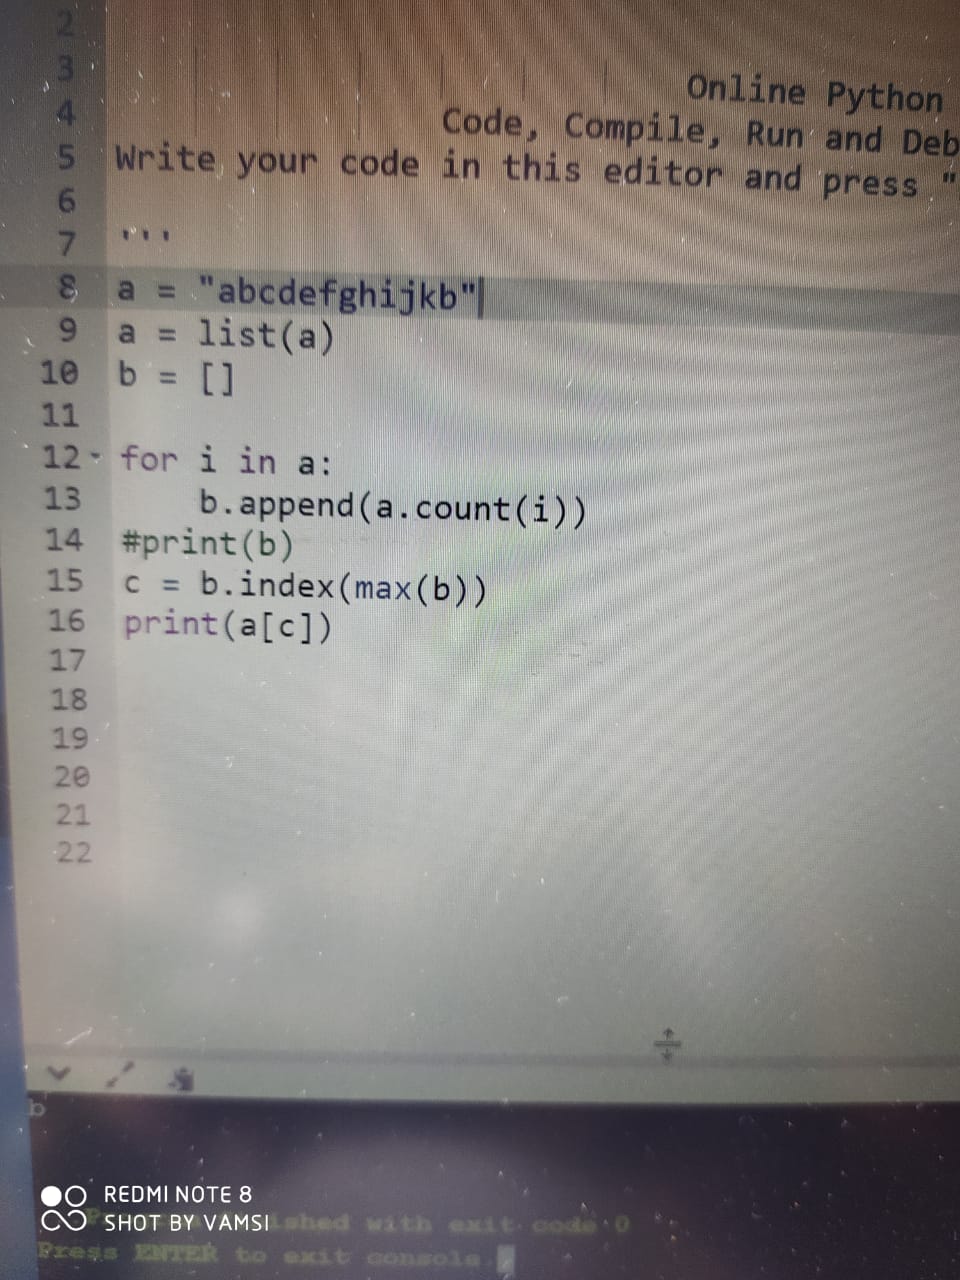 2
3 Online Python
4 Code, Compile, Run and Deb
5 Write your code in this editor and press "
6
7 '''
8 a = "abcdefghijkb"
9 a = list(a)
10 b = []
11
12 for i in a:
13 b.append(a.count(i))
14 #print(b)
15 c = b.index(max(b))
16 print(a[c])
17
18
19
20
21
22
b
REDMI NOTE 8
SHOT BY VAMSI
with exit code 0
Press ENTER to exit console.